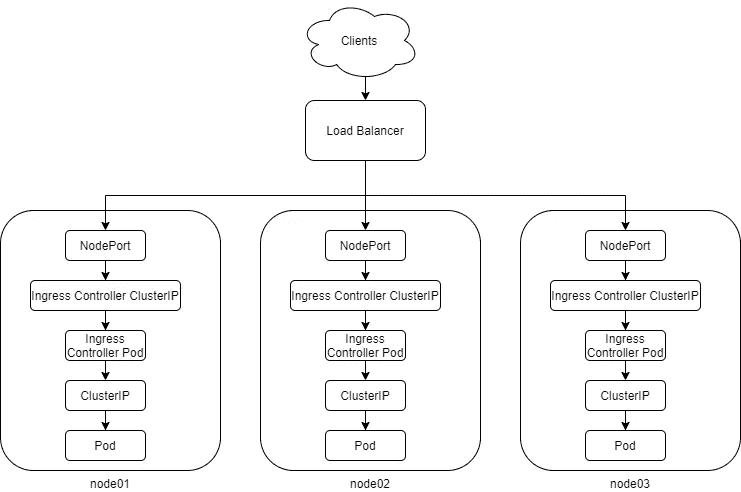 Clients
Load Balancer
NodePort
Ingress Controller ClusterIP
Ingress
Controller Pod
ClusterIP
Pod
node01
NodePort
Ingress Controller ClusterIP
Ingress
Controller Pod
ClusterIP
Pod
node02
NodePort
Ingress Controller ClusterIP
Ingress
Controller Pod
ClusterIP
Pod
node03